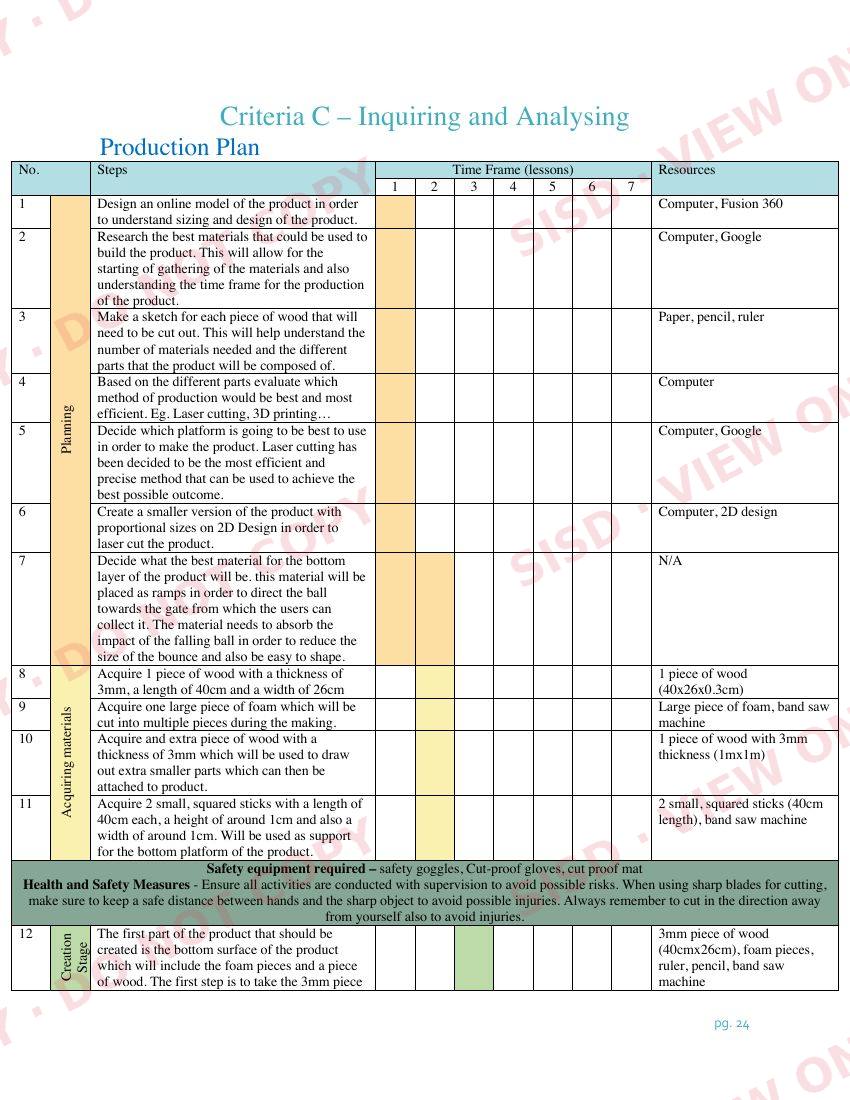 Criteria C – Inquiring and Analysing
Production Plan
No.
Steps
Time Frame (lessons)
Resources
1 2 3 4 5 6 7
1
Design an online model of the product in order
to understand sizing and design of the product.
Computer, Fusion 360
2
Research the best materials that could be used to
build the product. This will allow for the
starting of gathering of the materials and also
understanding the time frame for the production
of the product.
Computer, Google
3
Make a sketch for each piece of wood that will
need to be cut out. This will help understand the
number of materials needed and the different
parts that the product will be composed of.
Paper, pencil, ruler
4
Based on the different parts evaluate which
method of production would be best and most
efficient. Eg. Laser cutting, 3D printing…
Computer
Planning
5
Decide which platform is going to be best to use
in order to make the product. Laser cutting has
been decided to be the most efficient and
precise method that can be used to achieve the
best possible outcome.
Computer, Google
6
Create a smaller version of the product with
proportional sizes on 2D Design in order to
laser cut the product.
Computer, 2D design
7
Decide what the best material for the bottom
layer of the product will be. this material will be
placed as ramps in order to direct the ball
towards the gate from which the users can
collect it. The material needs to absorb the
impact of the falling ball in order to reduce the
size of the bounce and also be easy to shape.
N/A
8
Acquire 1 piece of wood with a thickness of
3mm, a length of 40cm and a width of 26cm
1 piece of wood
(40x26x0.3cm)
9
Acquire one large piece of foam which will be
cut into multiple pieces during the making.
Large piece of foam, band saw
machine
Acquiring materials
10
Acquire and extra piece of wood with a
thickness of 3mm which will be used to draw
out extra smaller parts which can then be
attached to product.
1 piece of wood with 3mm
thickness (1mx1m)
11
Acquire 2 small, squared sticks with a length of
40cm each, a height of around 1cm and also a
width of around 1cm. Will be used as support
for the bottom platform of the product.
2 small, squared sticks (40cm
length), band saw machine
Safety equipment required – safety goggles, Cut-proof gloves, cut proof mat
Health and Safety Measures - Ensure all activities are conducted with supervision to avoid possible risks. When using sharp blades for cutting,
make sure to keep a safe distance between hands and the sharp object to avoid possible injuries. Always remember to cut in the direction away
from yourself also to avoid injuries.
12
Creation
Stage
The first part of the product that should be
created is the bottom surface of the product
which will include the foam pieces and a piece
of wood. The first step is to take the 3mm piece
3mm piece of wood
(40cmx26cm), foam pieces,
ruler, pencil, band saw
machine
pg. 24
SISD · VIEW ONLY · DO NOT COPY
SISD · VIEW ONLY · DO NOT COPY
SISD · VIEW ONLY · DO NOT COPY